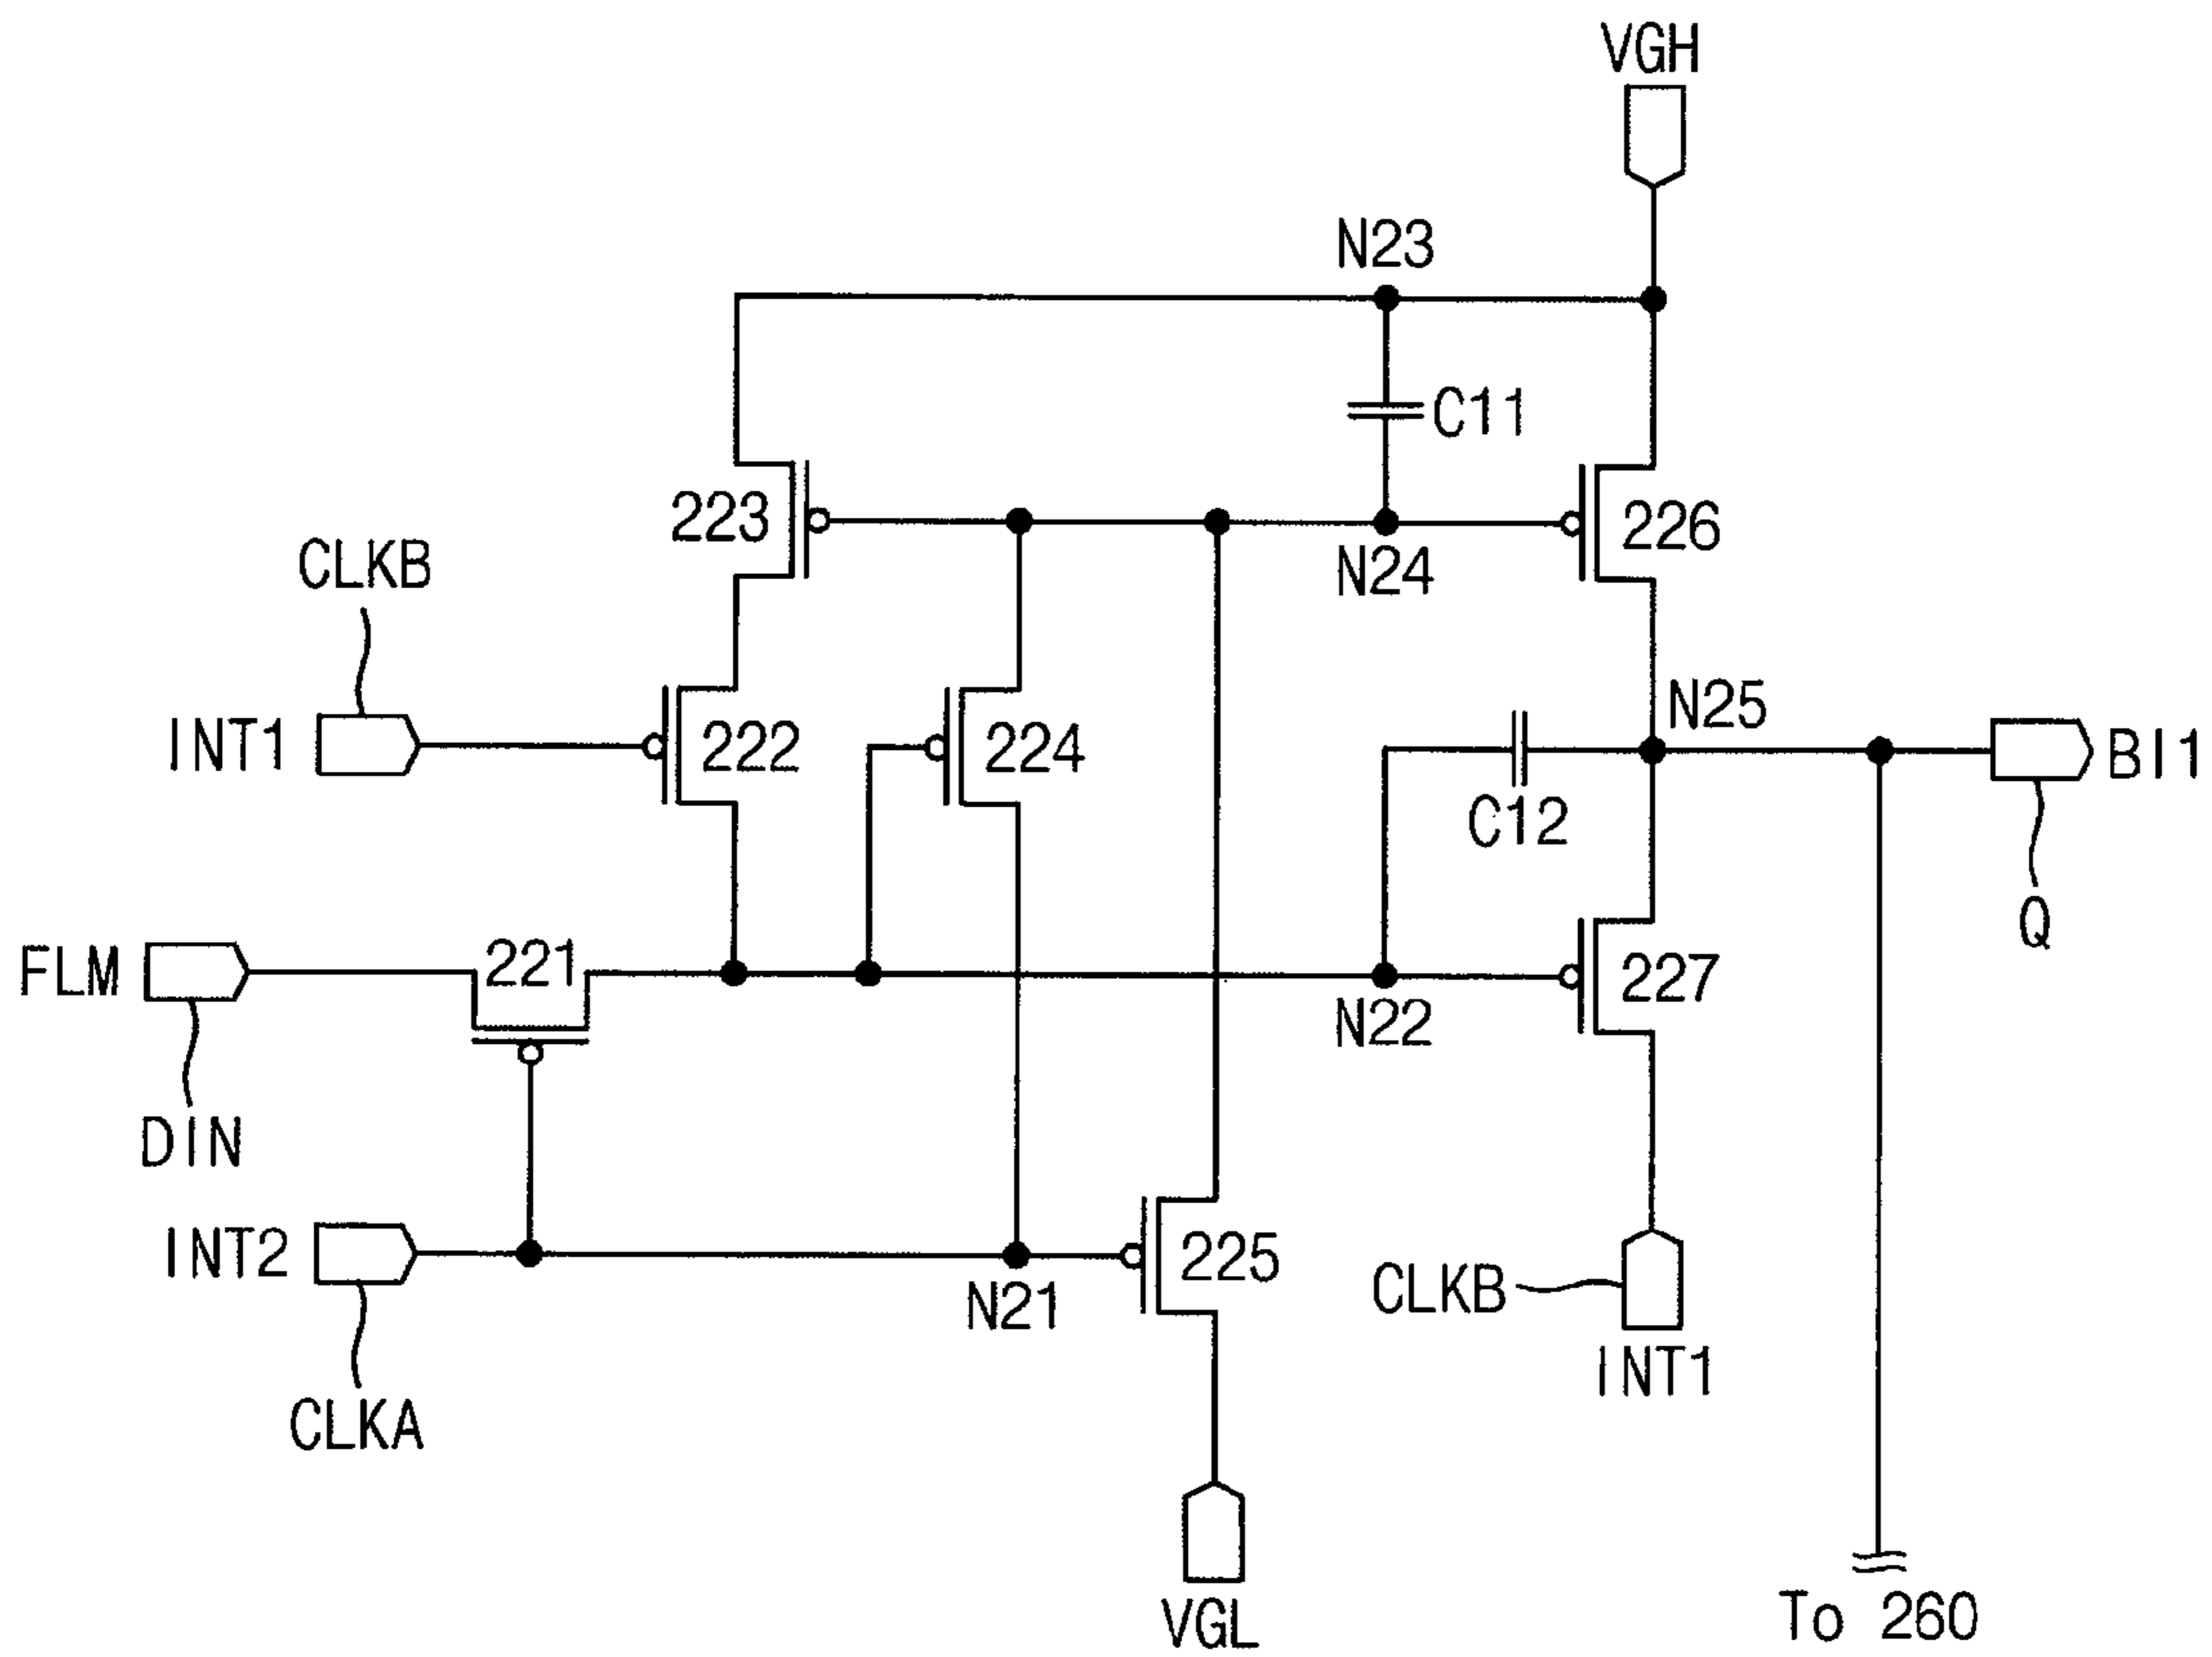 VGH
N23
C11
223
226
CLKB
N24
N25
INT1
222
224
BI1
C12
Q
FLM
221
227
N22
DIN
INT2
225
CLKB
N21
INT1
CLKA
VGL
To 260